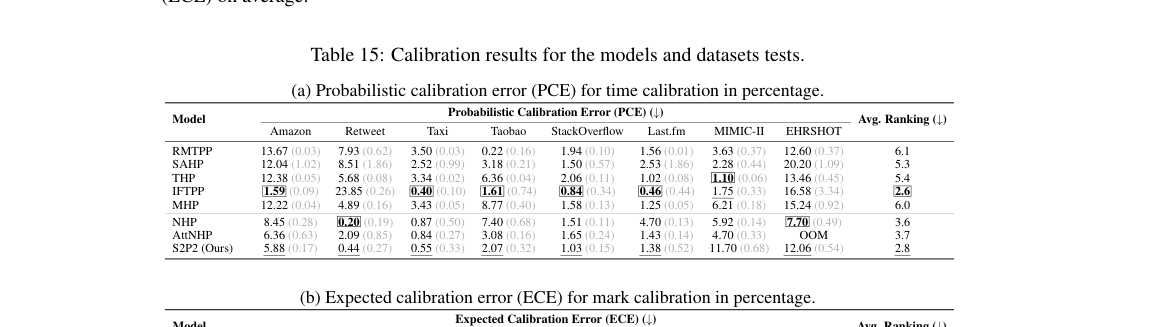 (ECE) on average.
Table 15: Calibration results for the models and datasets tests.
(a) Probabilistic calibration error (PCE) for time calibration in percentage.
Model Probabilistic Calibration Error (PCE) (↓) Avg. Ranking (↓)
Amazon Retweet Taxi Taobao StackOverflow Last.fm MIMIC-II EHRSHOT
RMTPP 13.67 (0.03) 7.93 (0.62) 3.50 (0.03) 0.22 (0.16) 1.94 (0.10) 1.56 (0.01) 3.63 (0.37) 12.60 (0.37) 6.1
SAHP 12.04 (1.02) 8.51 (1.86) 2.52 (0.99) 3.18 (0.21) 1.50 (0.57) 2.53 (1.86) 2.28 (0.44) 20.20 (1.09) 5.3
THP 12.38 (0.05) 5.68 (0.08) 3.34 (0.02) 6.36 (0.04) 2.06 (0.11) 1.02 (0.08) 1.10 (0.06) 13.46 (0.45) 5.4
IFTPP 1.59 (0.09) 23.85 (0.26) 0.40 (0.10) 1.61 (0.74) 0.84 (0.34) 0.46 (0.44) 1.75 (0.33) 16.58 (3.34) 2.6
MHP 12.22 (0.04) 4.89 (0.16) 3.43 (0.05) 8.77 (0.40) 1.58 (0.13) 1.25 (0.05) 6.21 (0.18) 15.24 (0.92) 6.0
NHP 8.45 (0.28) 0.20 (0.19) 0.87 (0.50) 7.40 (0.68) 1.51 (0.11) 4.70 (0.13) 5.92 (0.14) 7.70 (0.49) 3.6
AttNHP 6.36 (0.63) 2.09 (0.85) 0.84 (0.27) 3.08 (0.16) 1.65 (0.24) 1.43 (0.14) 4.70 (0.33) OOM 3.7
S2P2 (Ours) 5.88 (0.17) 0.44 (0.27) 0.55 (0.33) 2.07 (0.32) 1.03 (0.15) 1.38 (0.52) 11.70 (0.68) 12.06 (0.54) 2.8
(b) Expected calibration error (ECE) for mark calibration in percentage.
Model Expected Calibration Error (ECE) (↓) Avg. Ranking (↓)